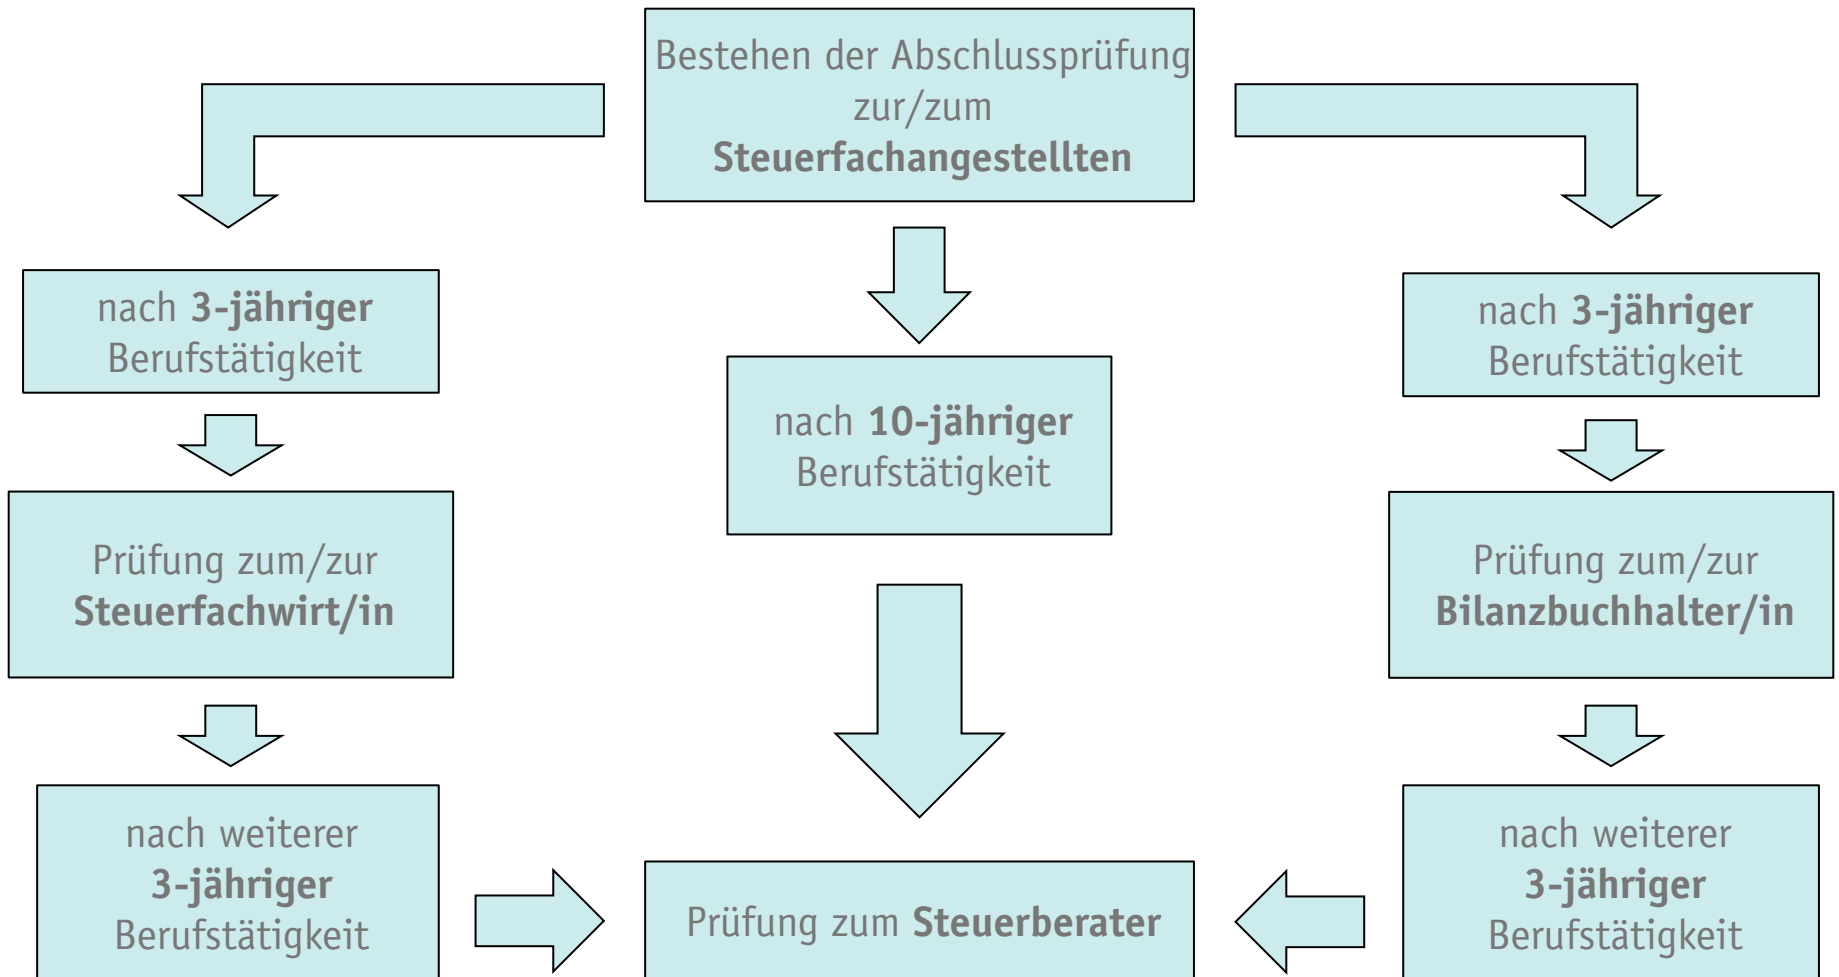 Bestehen der Abschlussprüfung
zur/zum
Steuerfachangestellten
nach 3-jähriger
Berufstätigkeit
Prüfung zum/zur
Steuerfachwirt/in
nach weiterer
3-jähriger
Berufstätigkeit
nach 10-jähriger
Berufstätigkeit
Prüfung zum Steuerberater
nach 3-jähriger
Berufstätigkeit
Prüfung zum/zur
Bilanzbuchhalter/in
nach weiterer
3-jähriger
Berufstätigkeit